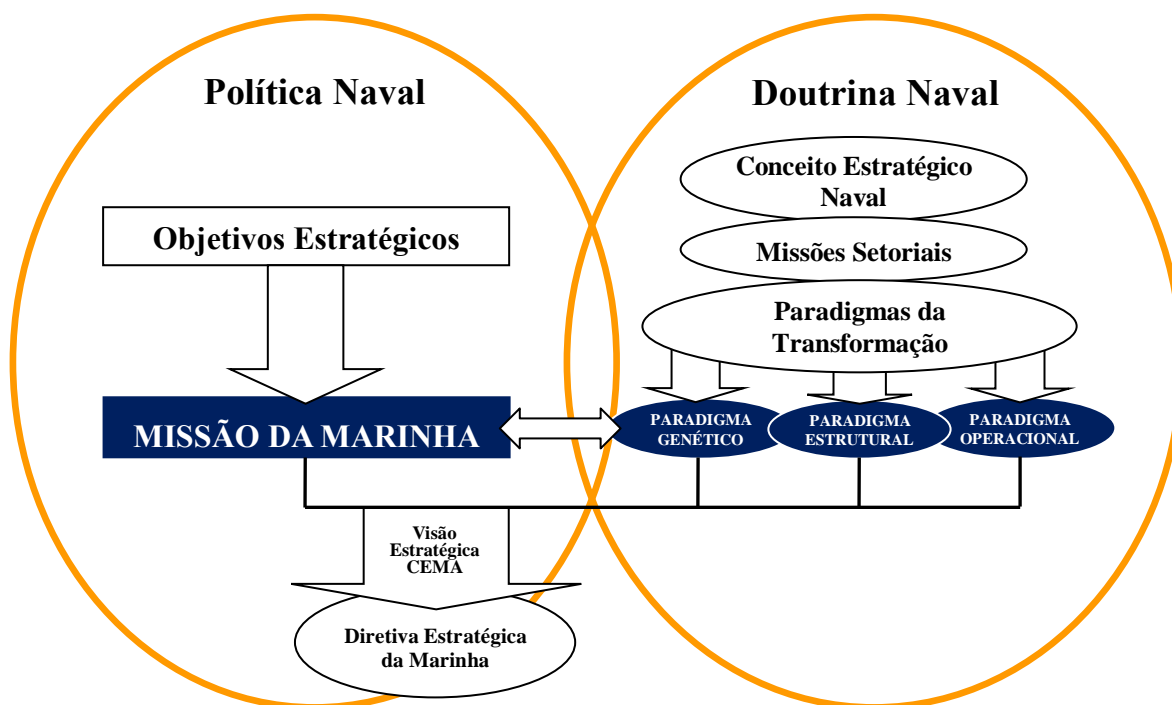 Política Naval
Doutrina Naval
Conceito Estratégico
Naval
Objetivos Estratégicos
Missões Setoriais
Paradigmas da
Transformação
MISSÃO DA MARINHA
PARADIGMA
GENÉTICO
PARADIGMA
ESTRUTURAL
PARADIGMA
OPERACIONAL
Visão
Estratégica
CEMA
Diretiva Estratégica
da Marinha